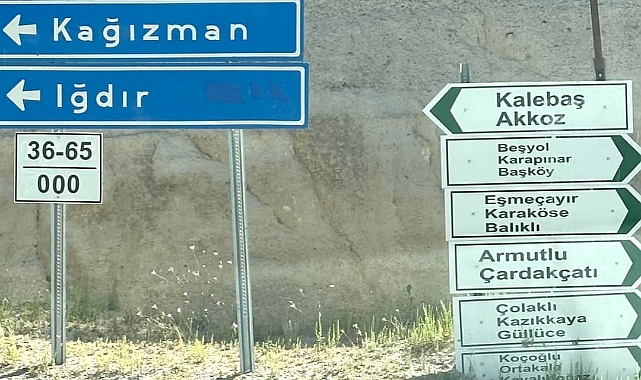 Kağızman
Iğdır
36-65
000
Kalebaş
Akkoz
Beşyol
Karapınar
Başköy
Eşmeçayır
Karaköse
Balıklı
Armutlu
Çardakçatı
Çolaklı
Kazıkkaya
Güllüce
Koçoğlu
Ortakale